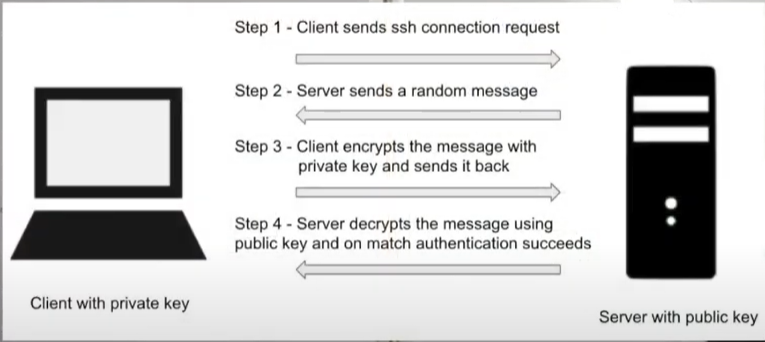 Step 1 - Client sends ssh connection request
Step 2 - Server sends a random message
Step 3 - Client encrypts the message with
private key and sends it back
Step 4 - Server decrypts the message using
public key and on match authentication succeeds
Client with private key
Server with public key